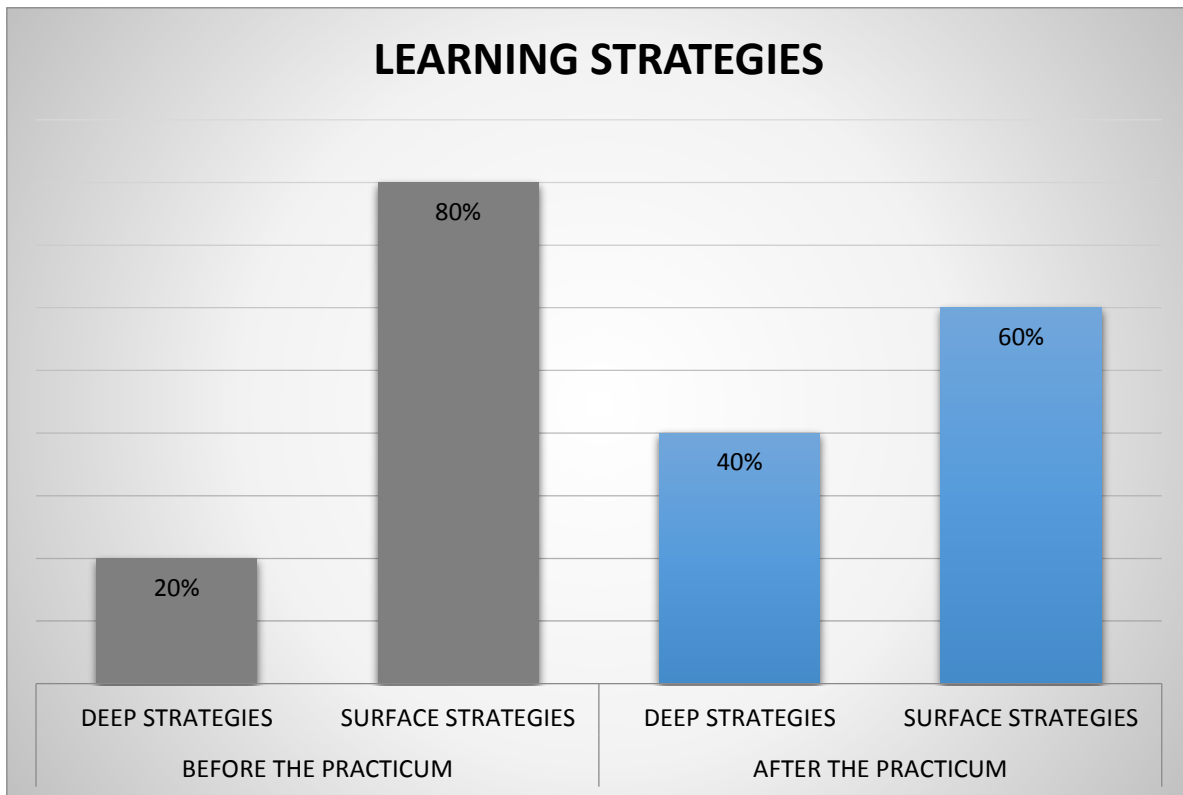 LEARNING STRATEGIES
80%
60%
40%
20%
DEEP STRATEGIES SURFACE STRATEGIES DEEP STRATEGIES SURFACE STRATEGIES
BEFORE THE PRACTICUM AFTER THE PRACTICUM